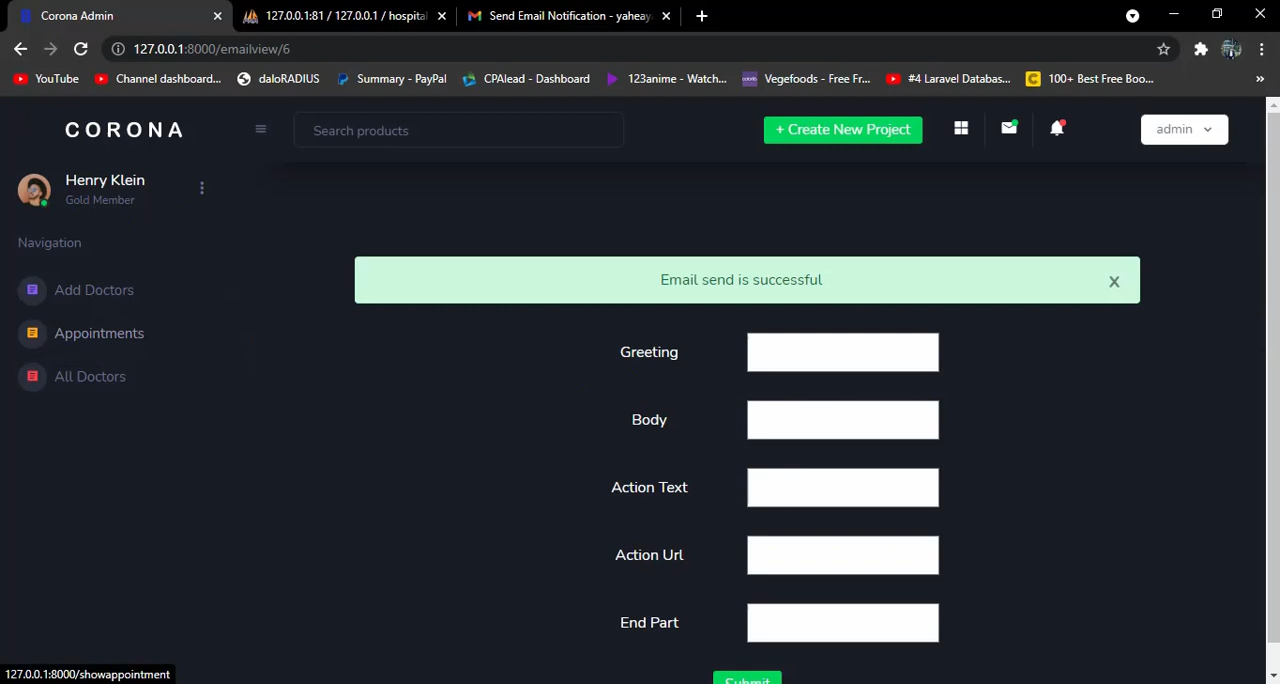 Corona Admin
127.0.0.1:81 / 127.0.0.1 / hospital
Send Email Notification - yaheay
127.0.0.1:8000/emailview/6
YouTube
Channel dashboard...
daloRADIUS
Summary - PayPal
CPAlead - Dashboard
123anime - Watch...
Vegefoods - Free Fr...
#4 Laravel Databas...
100+ Best Free Boo...
»
CORONA
Search products
+ Create New Project
admin
Henry Klein
Gold Member
Navigation
Add Doctors
Appointments
All Doctors
Email send is successful
x
Greeting
Body
Action Text
Action Url
End Part
Submit
127.0.0.1:8000/showappointment